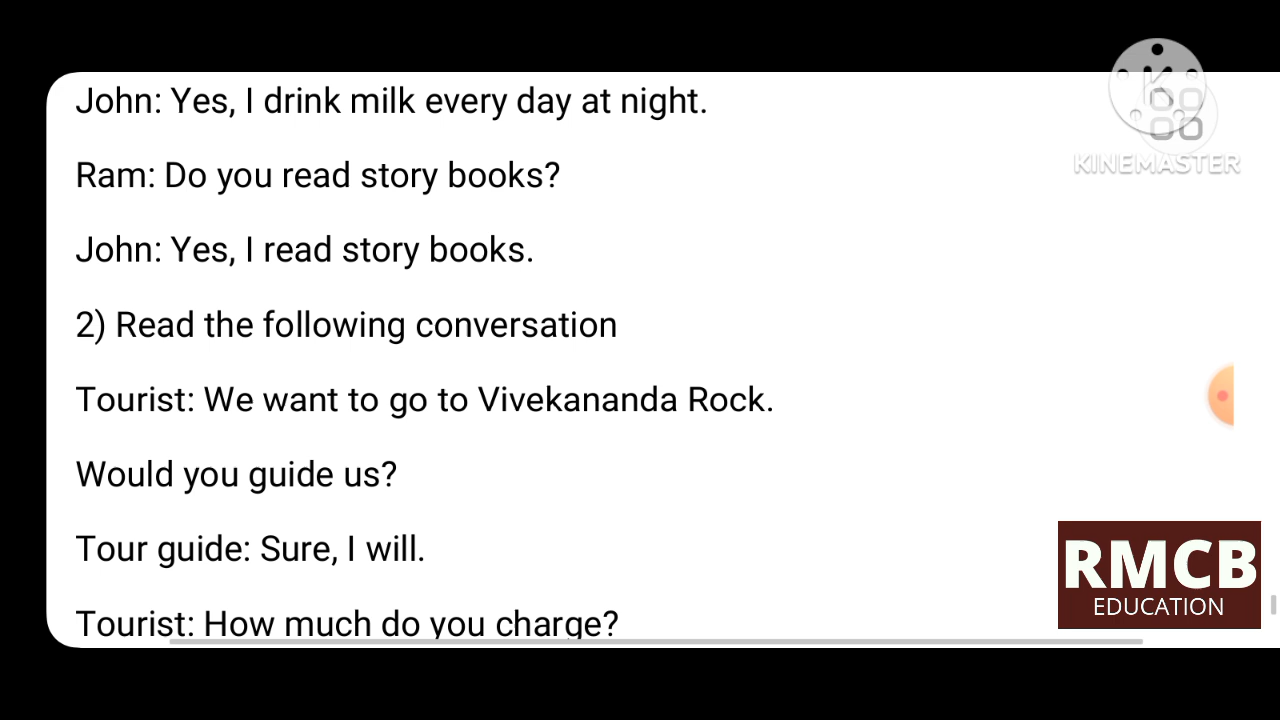 John: Yes, I drink milk every day at night.
Ram: Do you read story books?
John: Yes, I read story books.
2) Read the following conversation
Tourist: We want to go to Vivekananda Rock.
Would you guide us?
Tour guide: Sure, I will.
Tourist: How much do you charge?
KINEMASTER
RMCB
EDUCATION